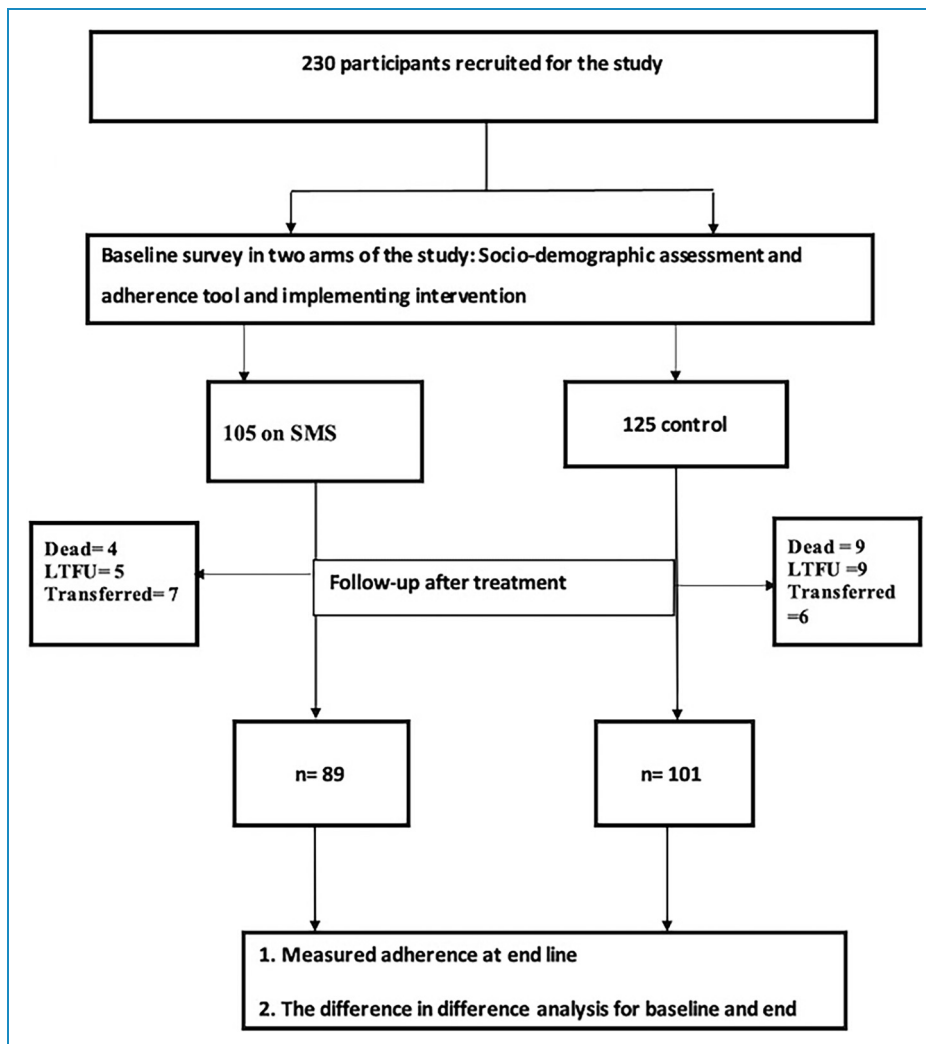 230 participants recruited for the study
Baseline survey in two arms of the study: Socio-demographic assessment and
adherence tool and implementing intervention
105 on SMS
125 control
Dead= 4
LTFU= 5
Transferred= 7
Follow-up after treatment
Dead = 9
LTFU =9
Transferred
=6
n= 89
n= 101
1. Measured adherence at end line
2. The difference in difference analysis for baseline and end